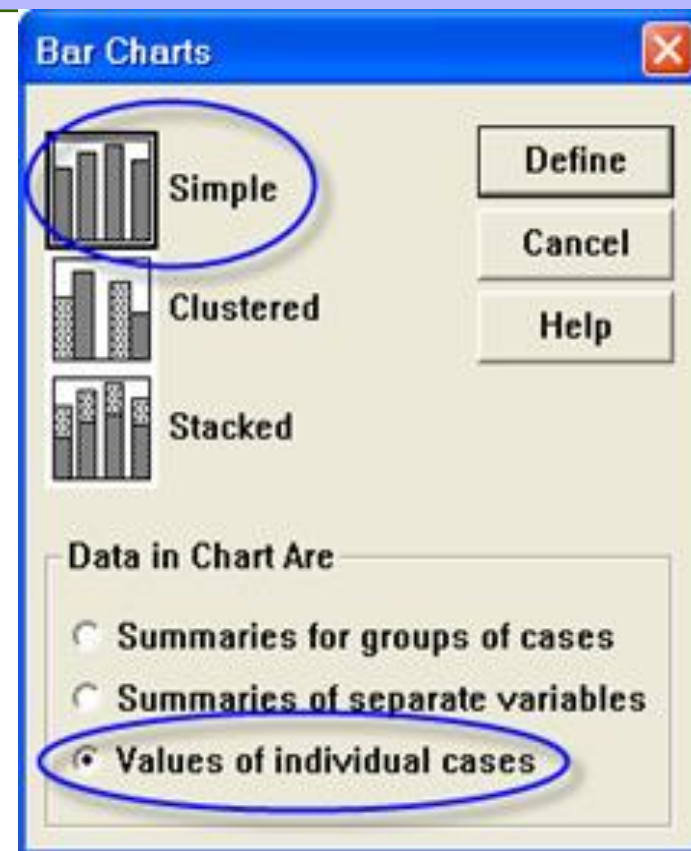 Bar Charts
Simple
Define
Cancel
Clustered
Help
Stacked
Data in Chart Are
Summaries for groups of cases
Summaries of separate variables
Values of individual cases